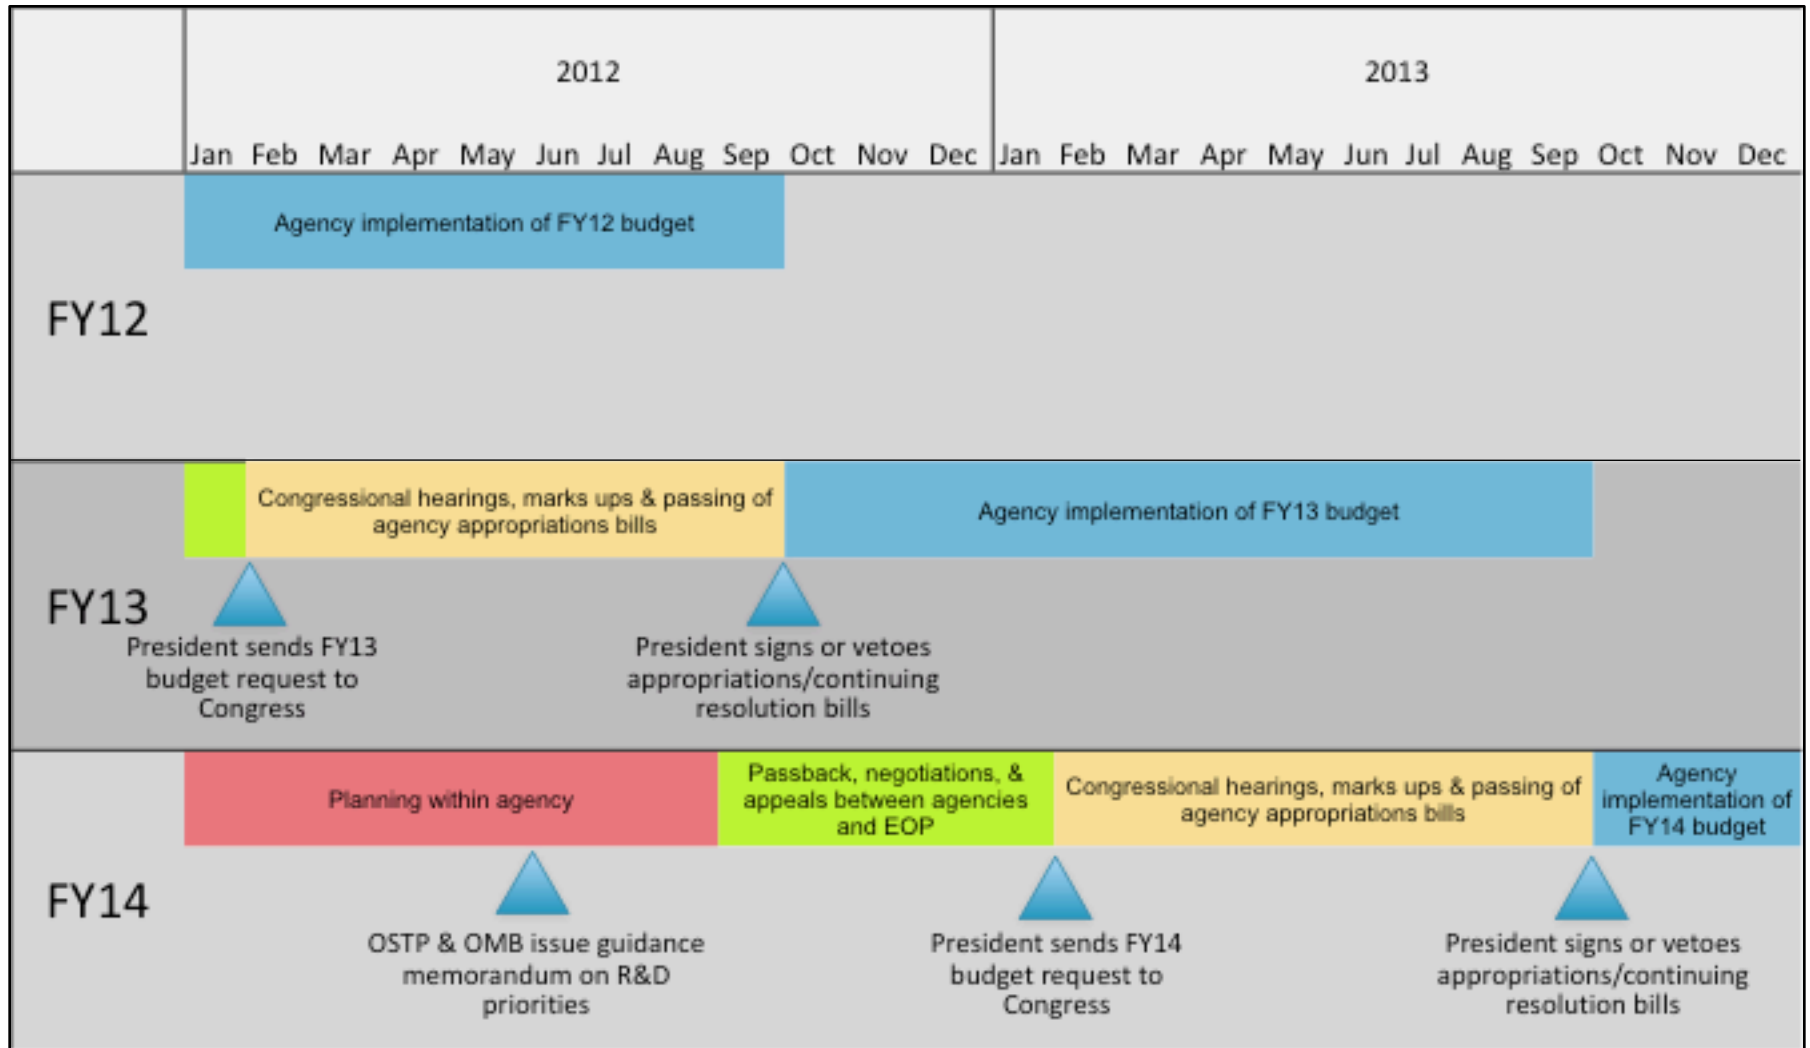 2012
2013
Jan Feb Mar Apr May Jun Jul Aug Sep Oct Nov Dec Jan Feb Mar Apr May Jun Jul Aug Sep Oct Nov Dec
FY12
Agency implementation of FY12 budget
FY13
Congressional hearings, marks ups & passing of
agency appropriations bills
Agency implementation of FY13 budget
President sends FY13
budget request to
Congress
President signs or vetoes
appropriations/continuing
resolution bills
FY14
Planning within agency
Passback, negotiations, &
appeals between agencies
and EOP
Congressional hearings, marks ups & passing of
agency appropriations bills
Agency
implementation of
FY14 budget
OSTP & OMB issue guidance
memorandum on R&D
priorities
President sends FY14
budget request to
Congress
President signs or vetoes
appropriations/continuing
resolution bills